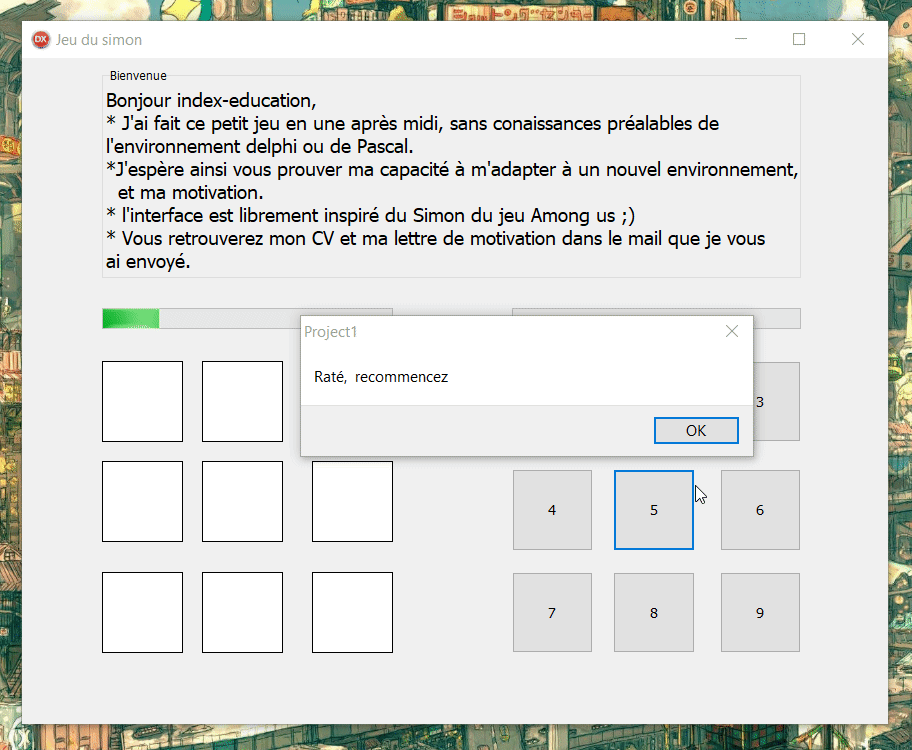 DX Jeu du simon
Bienvenue
Bonjour index-education,
* J'ai fait ce petit jeu en une après midi, sans conaissances préalables de
l'environnement delphi ou de Pascal.
*J'espère ainsi vous prouver ma capacité à m'adapter à un nouvel environnement,
et ma motivation.
* l'interface est librement inspiré du Simon du jeu Among us ;)
* Vous retrouverez mon CV et ma lettre de motivation dans le mail que je vous
ai envoyé.
Project1
Raté, recommencez
OK
3
4 5 6
7 8 9